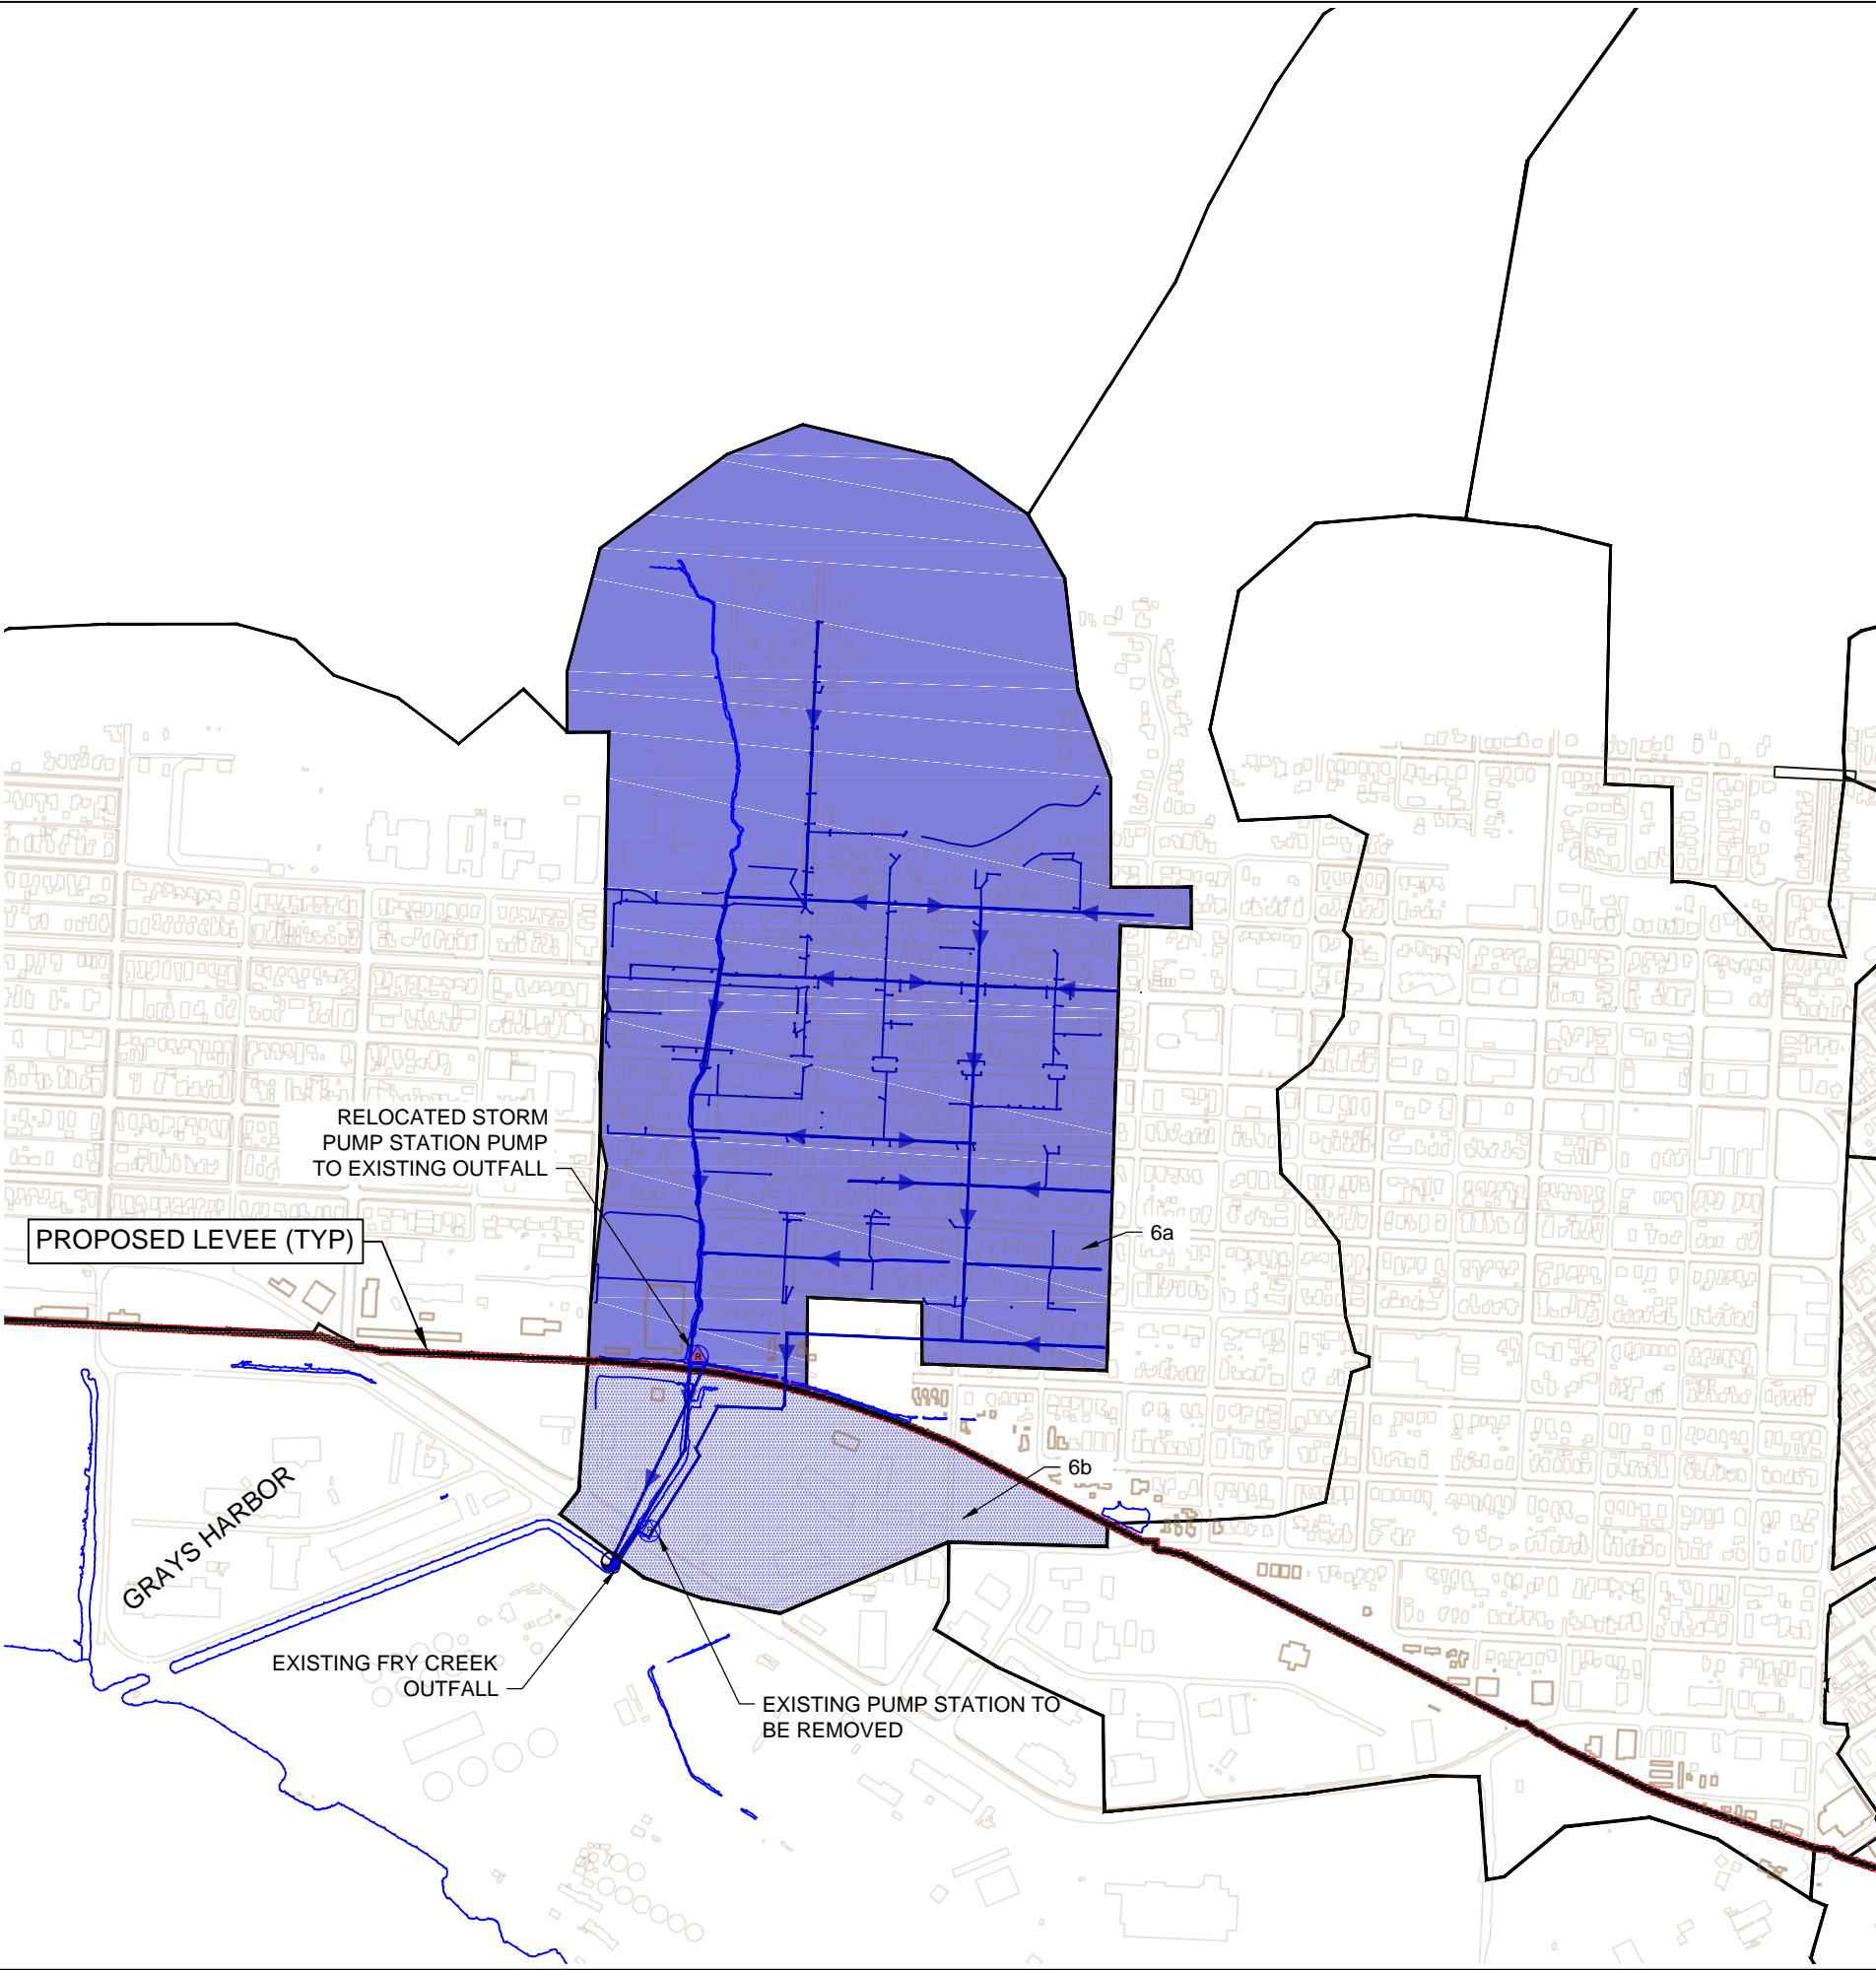 RELOCATED STORM
PUMP STATION PUMP
TO EXISTING OUTFALL
PROPOSED LEVEE (TYP)
6a
6b
GRAYS HARBOR
EXISTING FRY CREEK
OUTFALL
EXISTING PUMP STATION TO
BE REMOVED
R